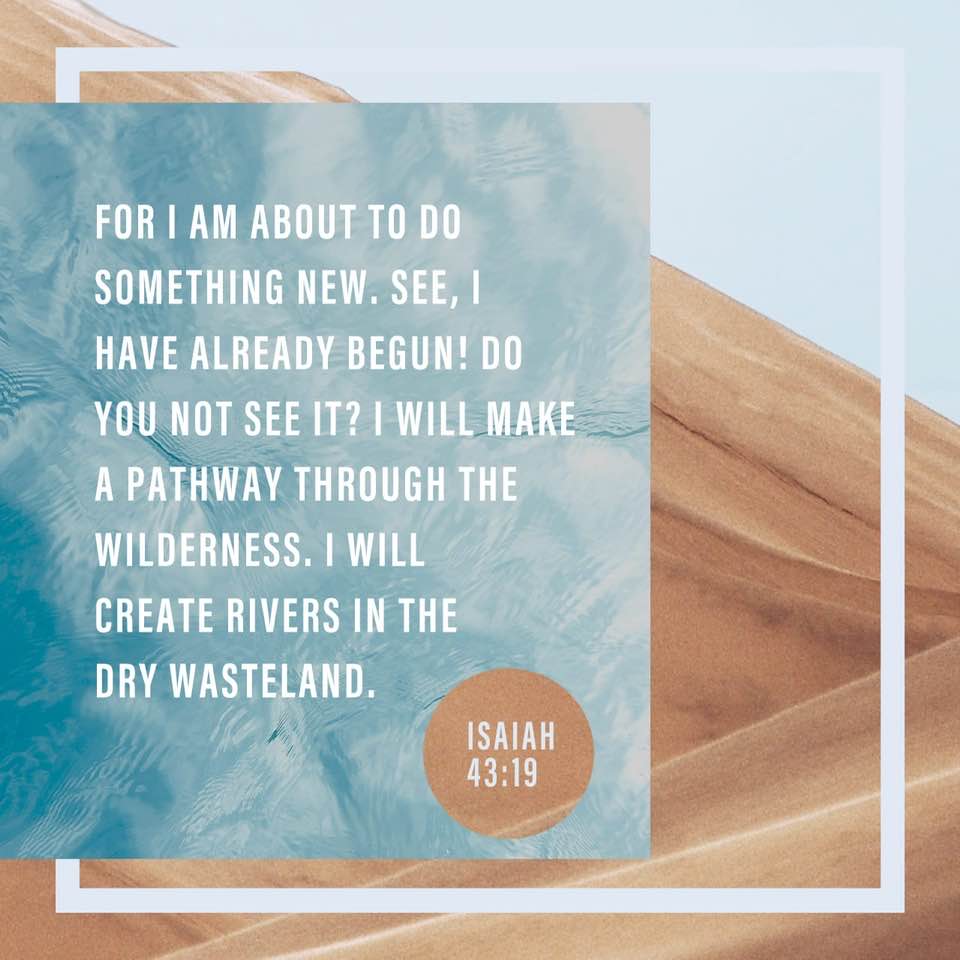 FOR I AM ABOUT TO DO
SOMETHING NEW. SEE, I
HAVE ALREADY BEGUN! DO
YOU NOT SEE IT? I WILL MAKE
A PATHWAY THROUGH THE
WILDERNESS. I WILL
CREATE RIVERS IN THE
DRY WASTELAND.
ISAIAH
43:19